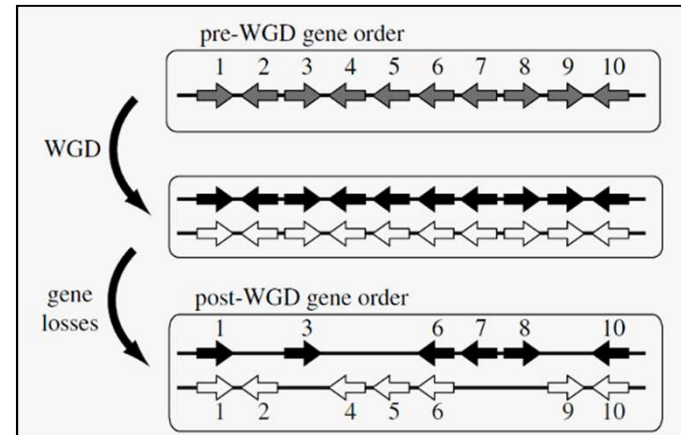 pre-WGD gene order
1 2 3 4 5 6 7 8 9 10
WGD
gene
losses
post-WGD gene order
1 3 6 7 8 10
1 2 4 5 6 9 10